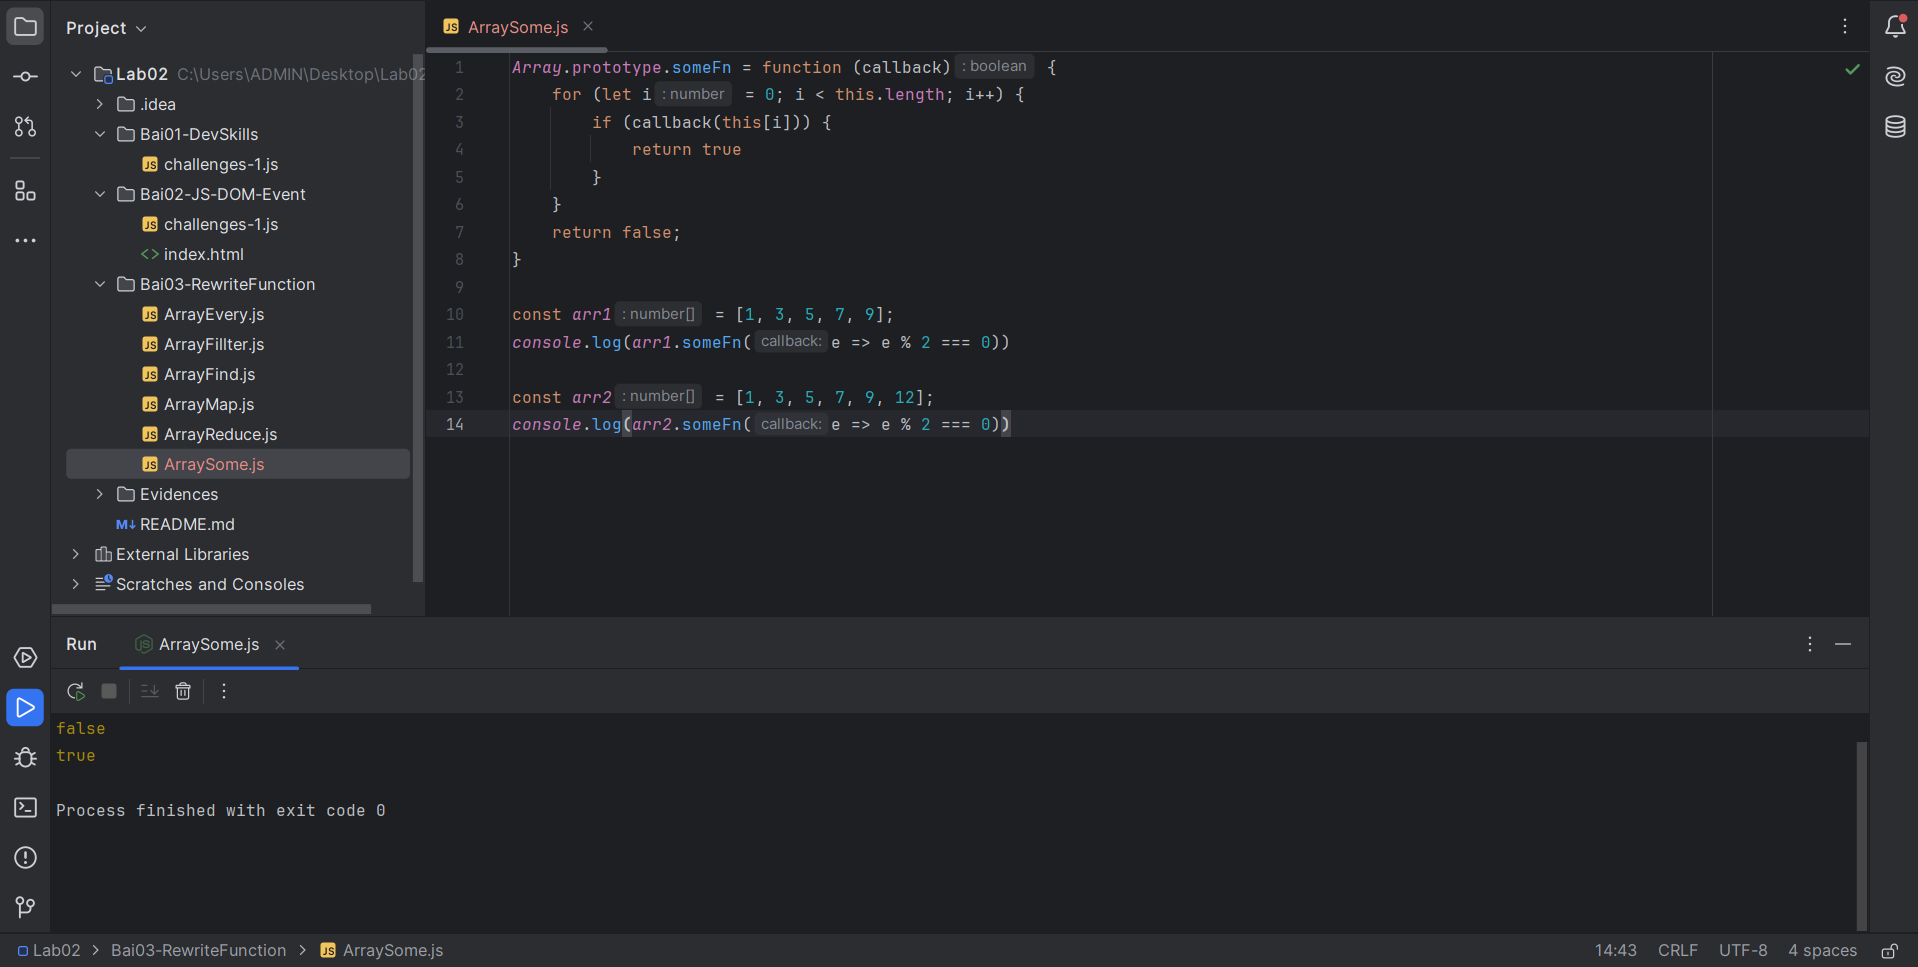 Project
Lab02 C:\Users\ADMIN\Desktop\Lab02
.idea
Bai01-DevSkills
challenges-1.js
Bai02-JS-DOM-Event
challenges-1.js
index.html
Bai03-RewriteFunction
ArrayEvery.js
ArrayFillter.js
ArrayFind.js
ArrayMap.js
ArrayReduce.js
ArraySome.js
Evidences
README.md
External Libraries
Scratches and Consoles
ArraySome.js
1 Array.prototype.someFn = function (callback) : boolean {
2 for (let i : number = 0; i < this.length; i++) {
3 if (callback(this[i])) {
4 return true
5 }
6 }
7 return false;
8 }
9
10 const arr1 : number[] = [1, 3, 5, 7, 9];
11 console.log(arr1.someFn( callback: e => e % 2 === 0))
12
13 const arr2 : number[] = [1, 3, 5, 7, 9, 12];
14 console.log(arr2.someFn( callback: e => e % 2 === 0))
Run ArraySome.js
false
true
Process finished with exit code 0
Lab02 > Bai03-RewriteFunction > ArraySome.js
14:43 CRLF UTF-8 4 spaces